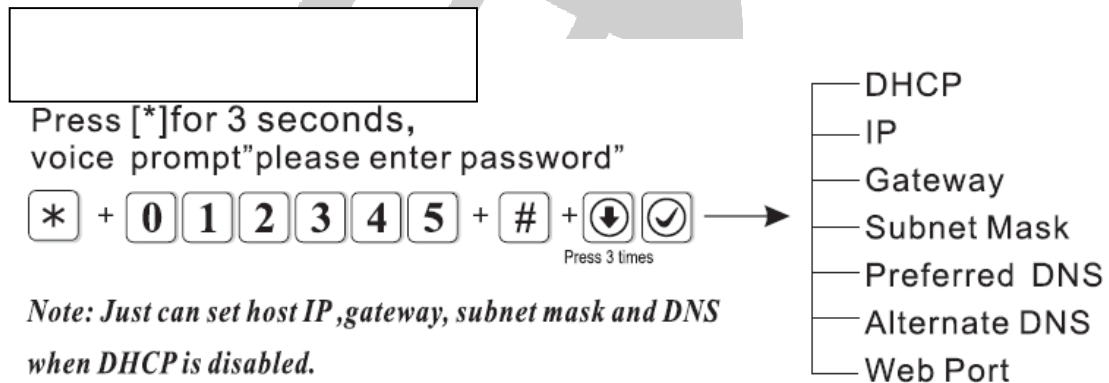 Press [*]for 3 seconds,
voice prompt"please enter password"
* + 0 1 2 3 4 5 + # +
Press 3 times
Note: Just can set host IP ,gateway, subnet mask and DNS
when DHCP is disabled.
DHCP
IP
Gateway
Subnet Mask
Preferred DNS
Alternate DNS
Web Port